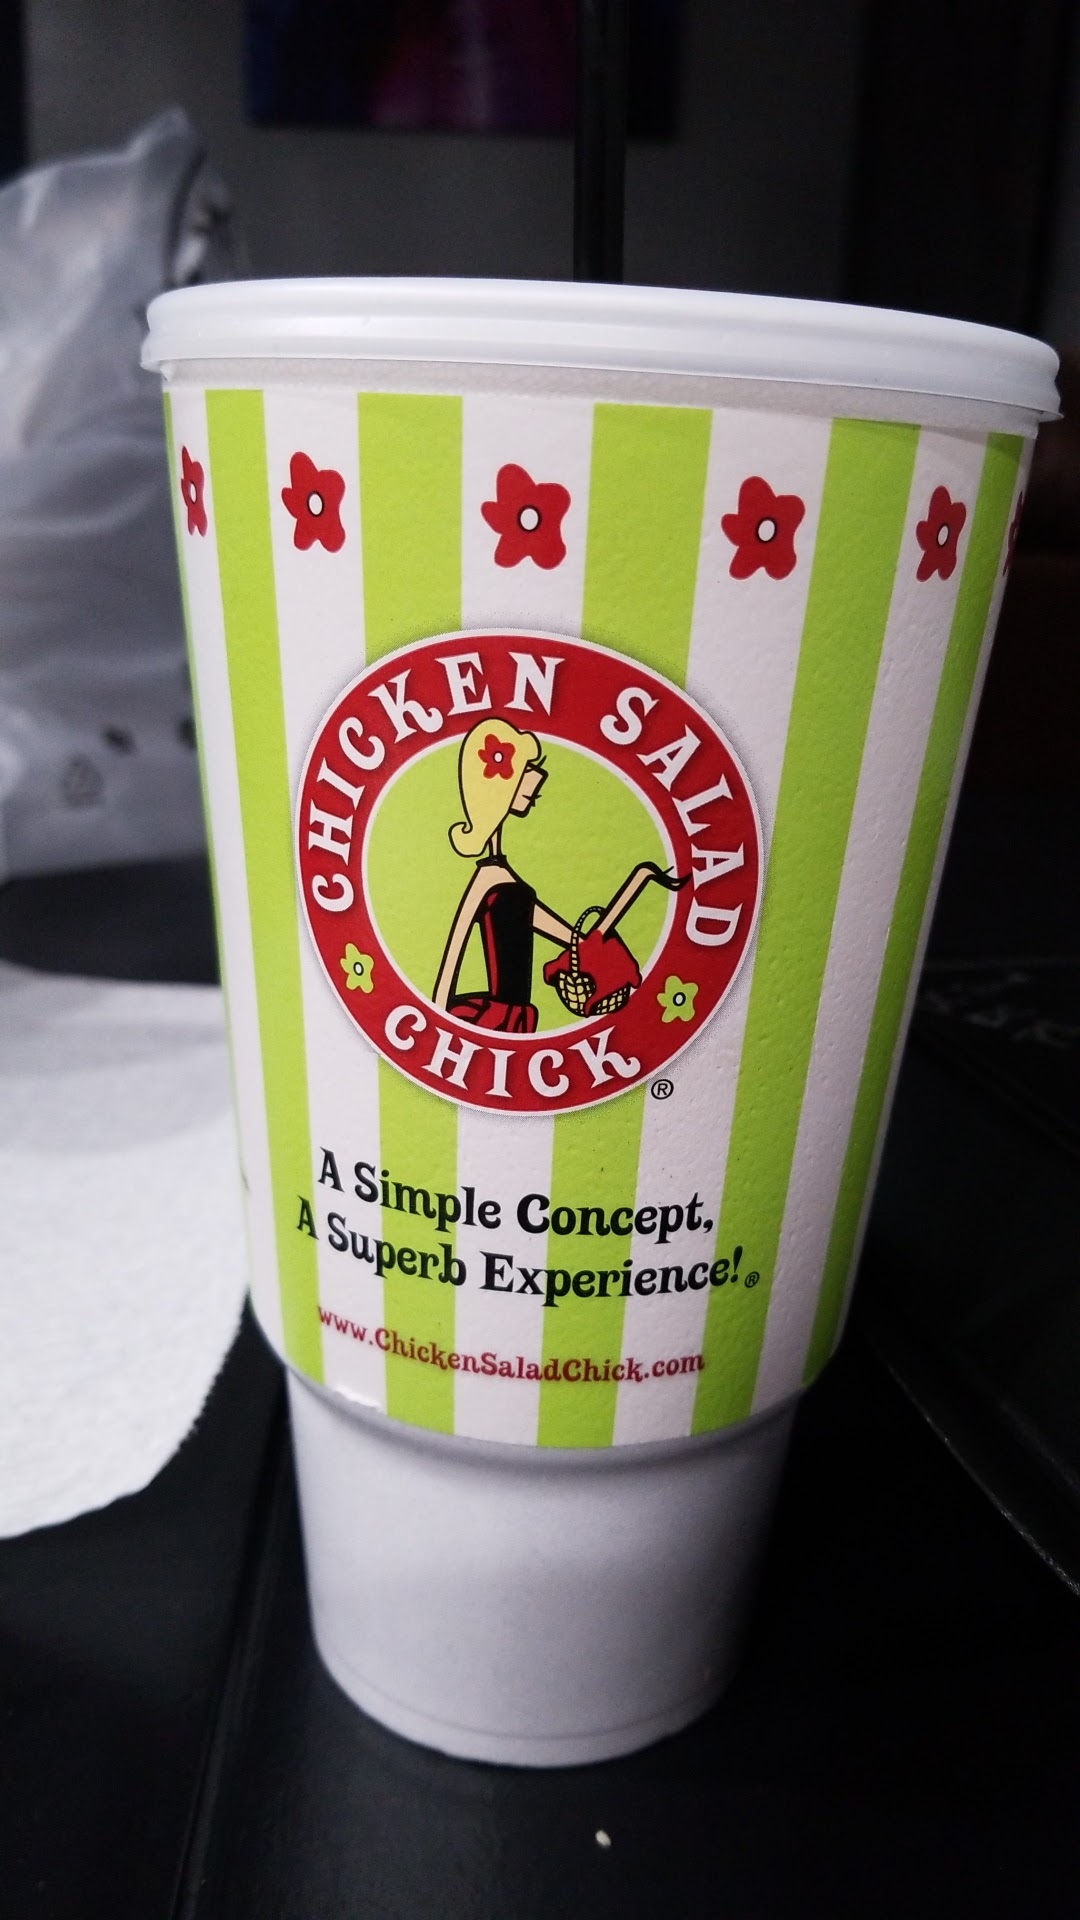 CHICKEN SALAD
CHICK
®
A Simple Concept,
A Superb Experience!®
www.ChickenSaladChick.com